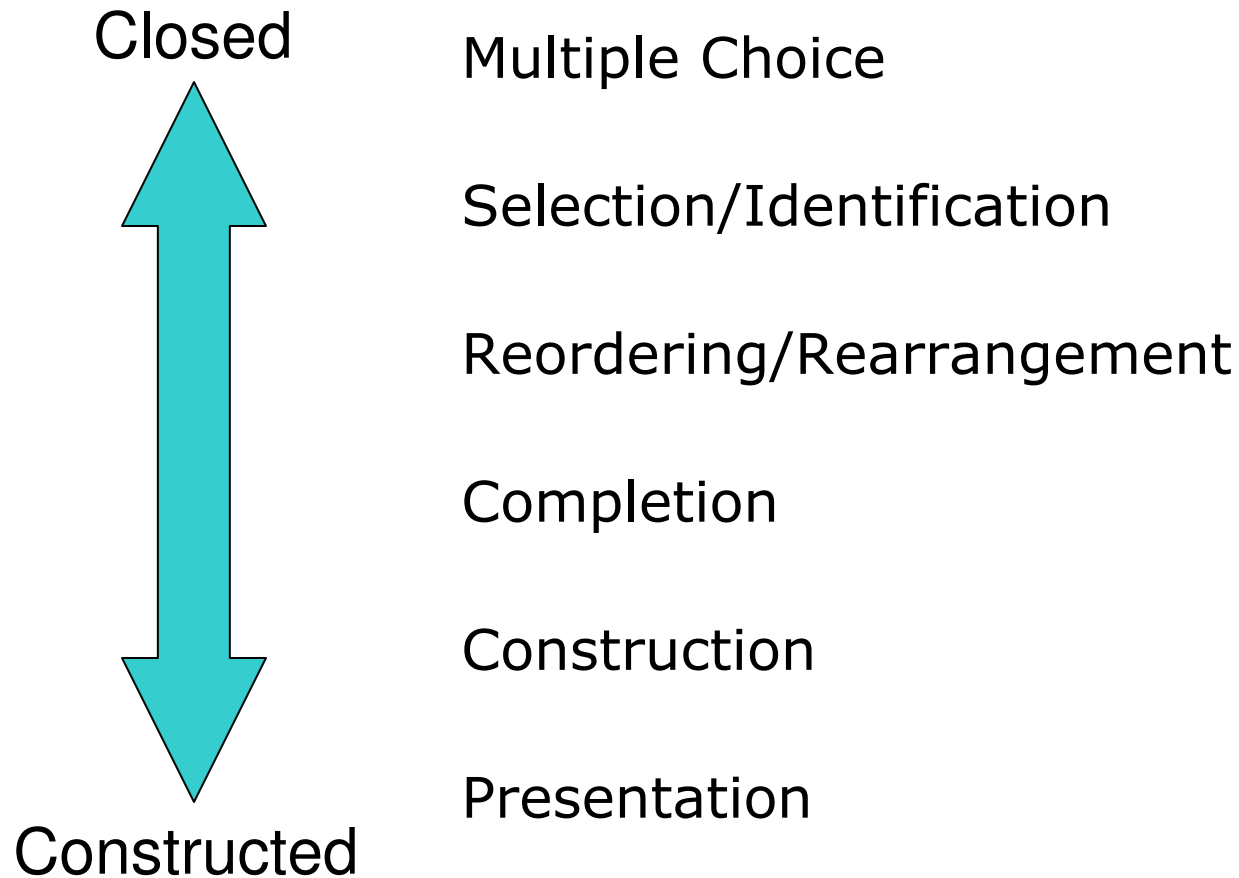 Closed
Multiple Choice
Selection/Identification
Reordering/Rearrangement
Completion
Construction
Presentation
Constructed